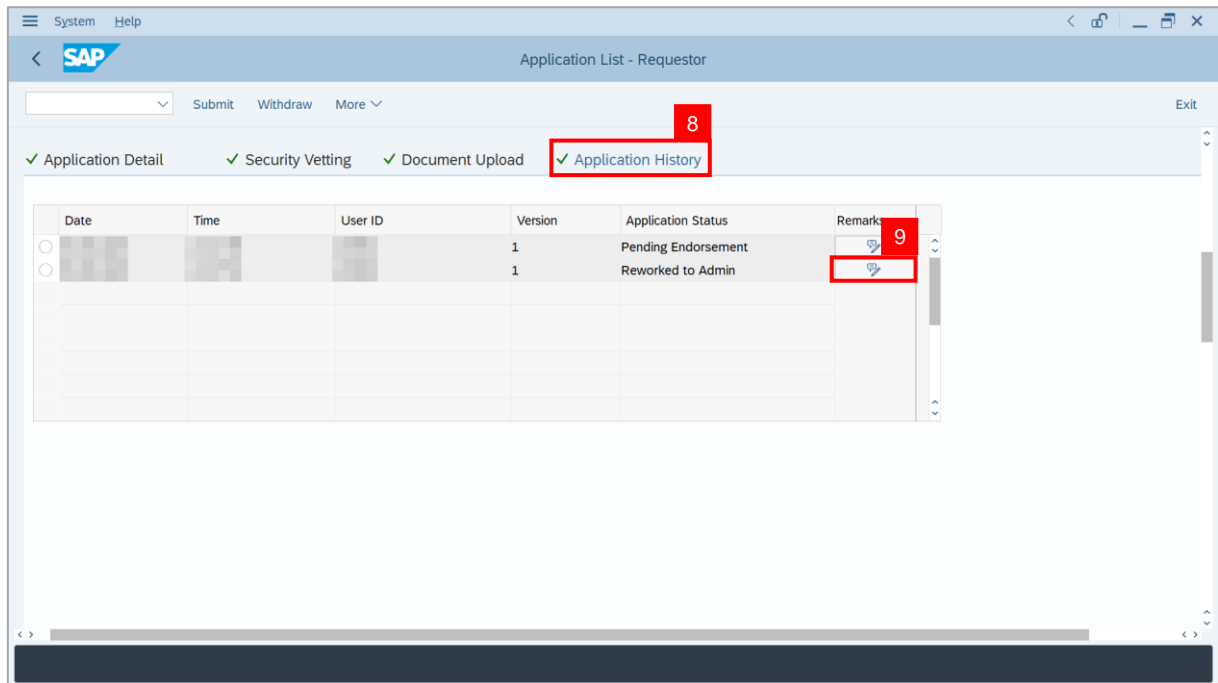 System Help
SAP Application List - Requestor
Submit Withdraw More Exit
8
Application Detail Security Vetting Document Upload Application History
Date Time User ID Version Application Status Remarks
9
1 Pending Endorsement
1 Reworked to Admin